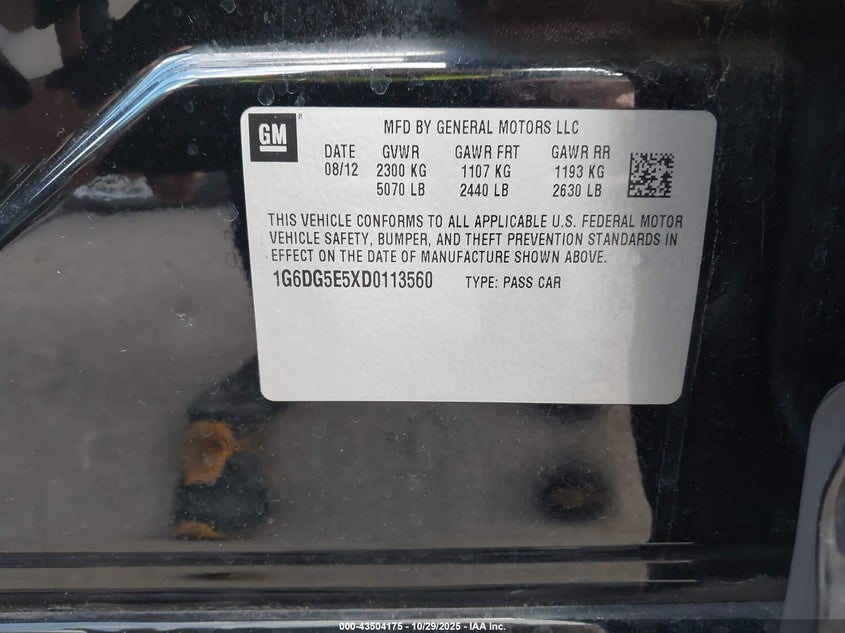 GM ®
MFD BY GENERAL MOTORS LLC
DATE GVWR GAWR FRT GAWR RR
08/12 2300 KG 1107 KG 1193 KG
5070 LB 2440 LB 2630 LB
THIS VEHICLE CONFORMS TO ALL APPLICABLE U.S. FEDERAL MOTOR
VEHICLE SAFETY, BUMPER, AND THEFT PREVENTION STANDARDS IN
EFFECT ON THE DATE OF MANUFACTURE SHOWN ABOVE.
1G6DG5E5XD0113560 TYPE: PASS CAR
000-43504175 - 10/29/2025 - IAA Inc.